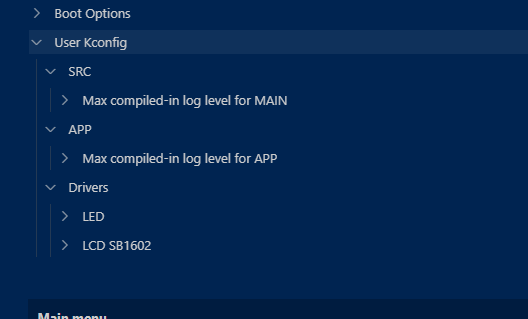 Boot Options
User Kconfig
SRC
Max compiled-in log level for MAIN
APP
Max compiled-in log level for APP
Drivers
LED
LCD SB1602
Main menu